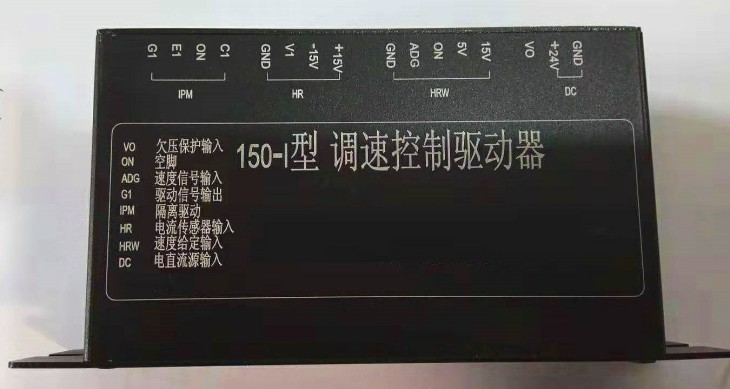 G1 E1 ON C1 GND V1 -15V +15V GND ADG ON 5V 15V VO +24V GND
IPM HR HRW DC
150-I型 调速控制驱动器
VO 欠压保护输入
ON 空脚
ADG 速度信号输入
G1 驱动信号输出
IPM 隔离驱动
HR 电流传感器输入
HRW 速度给定输入
DC 电直流源输入